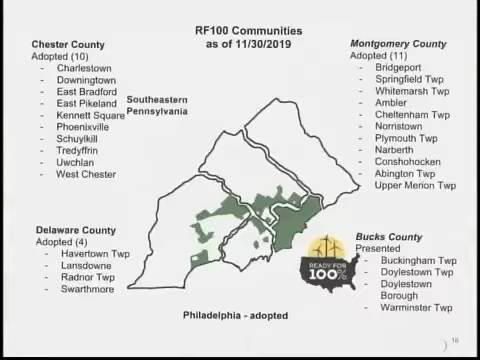 RF100 Communities
as of 11/30/2019
Chester County
Adopted (10)
- Charlestown
- Downingtown
- East Bradford
- East Pikeland
- Kennett Square
- Phoenixville
- Schuylkill
- Tredyffrin
- Uwchlan
- West Chester
Southeastern
Pennsylvania
Montgomery County
Adopted (11)
- Bridgeport
- Springfield Twp
- Whitemarsh Twp
- Ambler
- Cheltenham Twp
- Norristown
- Plymouth Twp
- Narberth
- Conshohocken
- Abington Twp
- Upper Merion Twp
Delaware County
Adopted (4)
- Havertown Twp
- Lansdowne
- Radnor Twp
- Swarthmore
READY FOR
100%
Bucks County
Presented
- Buckingham Twp
- Doylestown Twp
- Doylestown
Borough
- Warminster Twp
Philadelphia - adopted
16